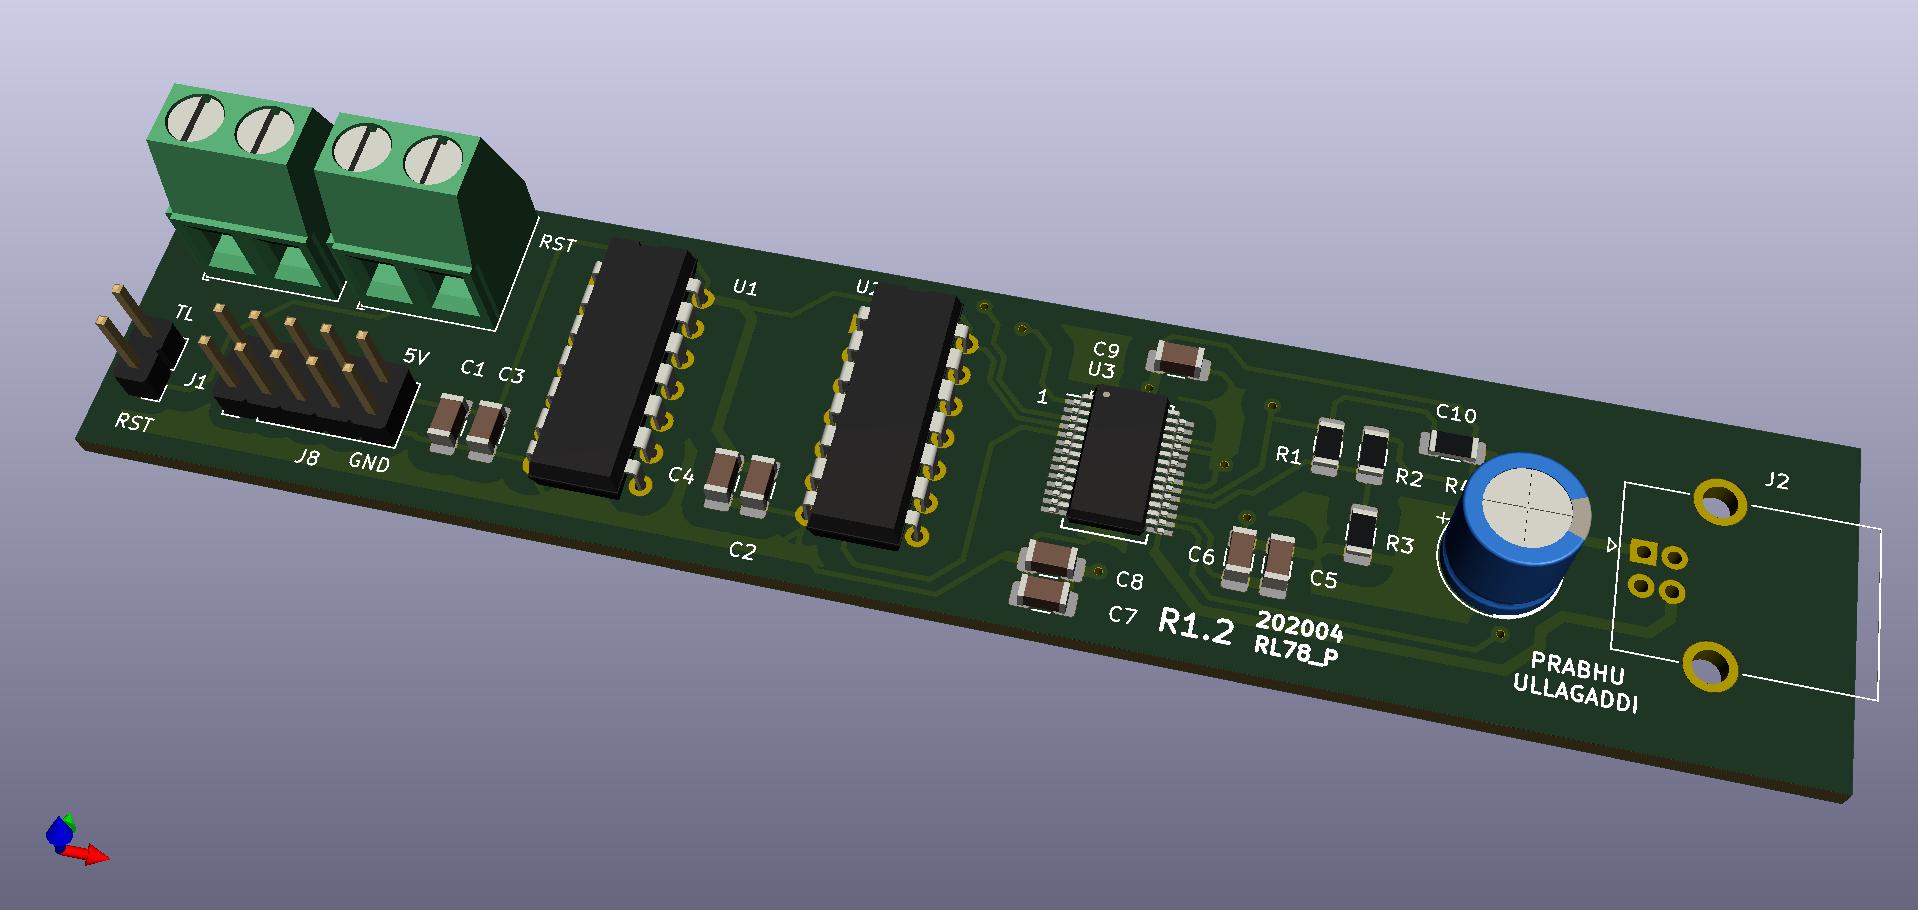 RST
U1
U2
TL
C9
U3
5V
C1
C3
J1
1
C10
RST
J8
GND
C4
R1
R2
J2
+
C2
R3
C6
C5
C8
C7
R1.2
202004
RL78_P
PRABHU
ULLAGADDI